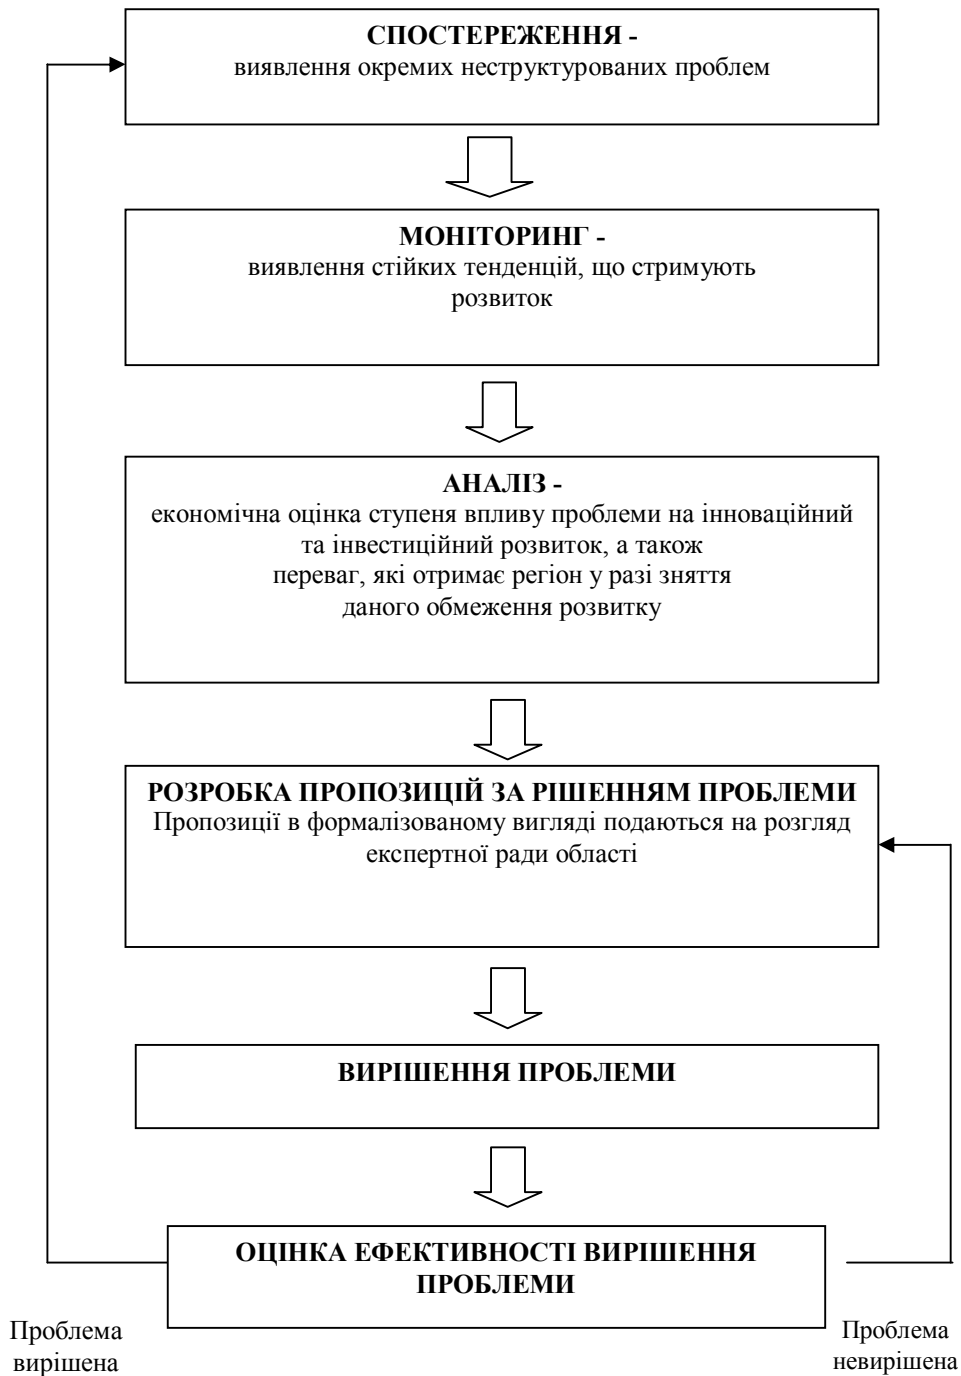 СПОСТЕРЕЖЕННЯ -
виявлення окремих неструктурованих проблем
МОНІТОРИНГ -
виявлення стійких тенденцій, що стримують
розвиток
АНАЛІЗ -
економічна оцінка ступеня впливу проблеми на інноваційний
та інвестиційний розвиток, а також
переваг, які отримає регіон у разі зняття
даного обмеження розвитку
РОЗРОБКА ПРОПОЗИЦІЙ ЗА РІШЕННЯМ ПРОБЛЕМИ
Пропозиції в формалізованому вигляді подаються на розгляд
експертної ради області
ВИРІШЕННЯ ПРОБЛЕМИ
ОЦІНКА ЕФЕКТИВНОСТІ ВИРІШЕННЯ
ПРОБЛЕМИ
Проблема
вирішена
Проблема
невирішена